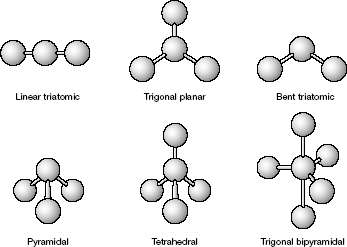 Linear triatomic
Trigonal planar
Bent triatomic
Pyramidal
Tetrahedral
Trigonal bipyramidal